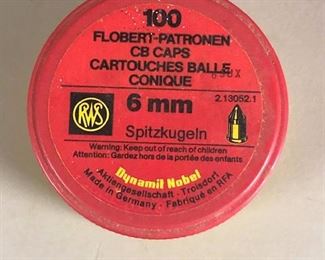 100
FLOBERT-PATRONEN
CB CAPS
CARTOUCHES BALLE
CONIQUE
6 mm
2.13052.1
RWS
Spitzkugeln
Warning: Keep out of reach of children
Attention: Gardez hors de la portée des enfants
Dynamit Nobel
Aktiengesellschaft · Troisdorf
Made in Germany · Fabriqué en RFA